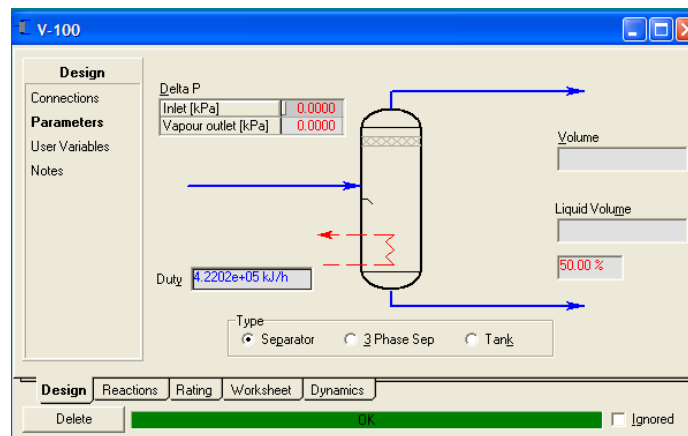 V-100
Design
Connections
Parameters
User Variables
Notes
Delta P
Inlet [kPa] 0.0000
Vapour outlet [kPa] 0.0000
Volume
Liquid Volume
50.00 %
Duty 4.2202e+05 kJ/h
Type
Separator 3 Phase Sep Tank
Design Reactions Rating Worksheet Dynamics
Delete OK Ignored